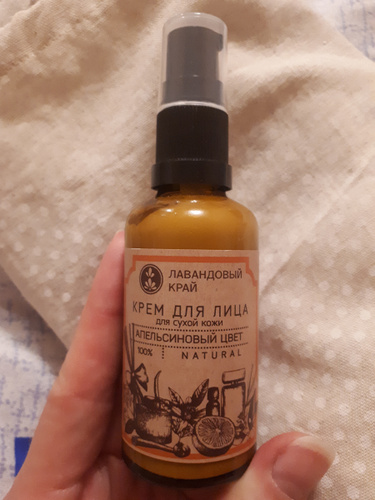 ЛАВАНДОВЫЙ
КРАЙ
КРЕМ ДЛЯ ЛИЦА
для сухой кожи
АПЕЛЬСИНОВЫЙ ЦВЕТ
100% NATURAL